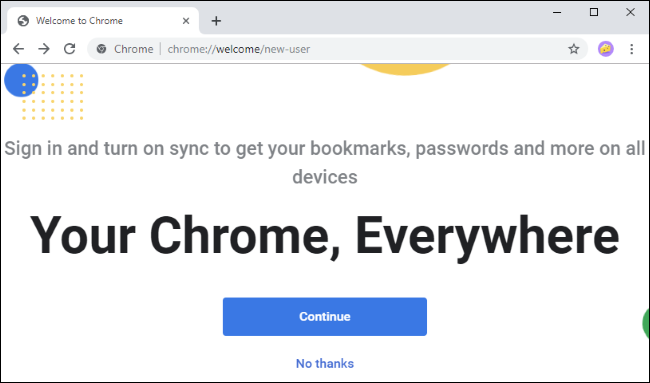 Welcome to Chrome
Chrome | chrome://welcome/new-user
Sign in and turn on sync to get your bookmarks, passwords and more on all
devices
Your Chrome, Everywhere
Continue
No thanks